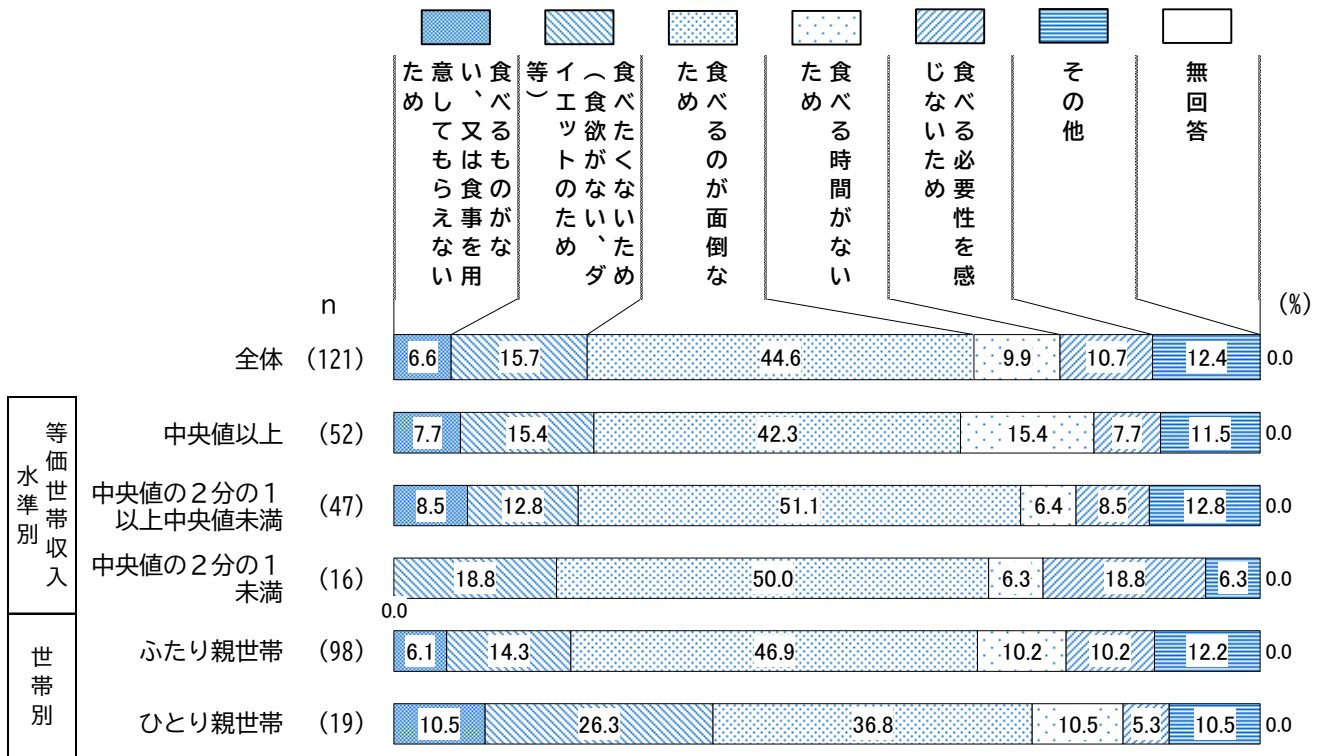 食べるものがな
い、又は食事を用
意してもらえない
ため
食べたくないため
（食欲がない、ダ
イエットのため
等）
食べるのが面倒な
ため
食べる時間がない
ため
食べる必要性を感
じないため
その他
無回答
n
(%)
全体 (121) 6.6 15.7 44.6 9.9 10.7 12.4 0.0
等価世帯収入
水準別
中央値以上 (52) 7.7 15.4 42.3 15.4 7.7 11.5 0.0
中央値の２分の１
以上中央値未満 (47) 8.5 12.8 51.1 6.4 8.5 12.8 0.0
中央値の２分の１
未満 (16) 18.8 50.0 6.3 18.8 6.3 0.0
0.0
世帯別
ふたり親世帯 (98) 6.1 14.3 46.9 10.2 10.2 12.2 0.0
ひとり親世帯 (19) 10.5 26.3 36.8 10.5 5.3 10.5 0.0